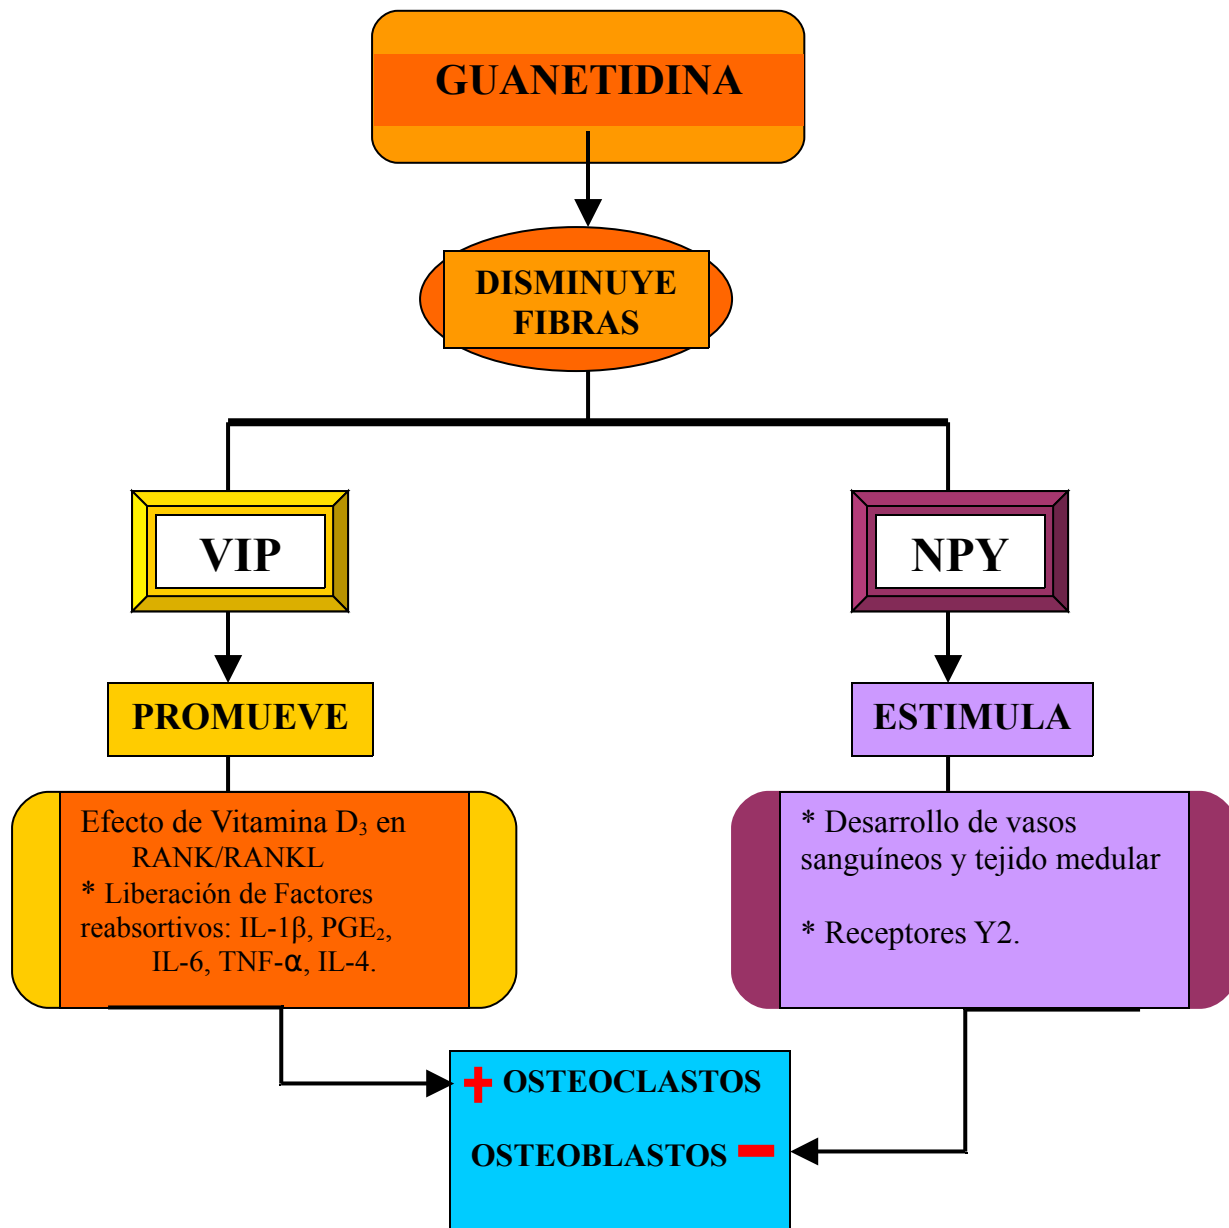 GUANETIDINA
DISMINUYE
FIBRAS
VIP
NPY
PROMUEVE
ESTIMULA
Efecto de Vitamina D₃ en
RANK/RANKL
* Liberación de Factores
reabsortivos: IL-1β, PGE₂,
IL-6, TNF-α, IL-4.
* Desarrollo de vasos
sanguíneos y tejido medular
* Receptores Y2.
+ OSTEOCLASTOS
OSTEOBLASTOS −